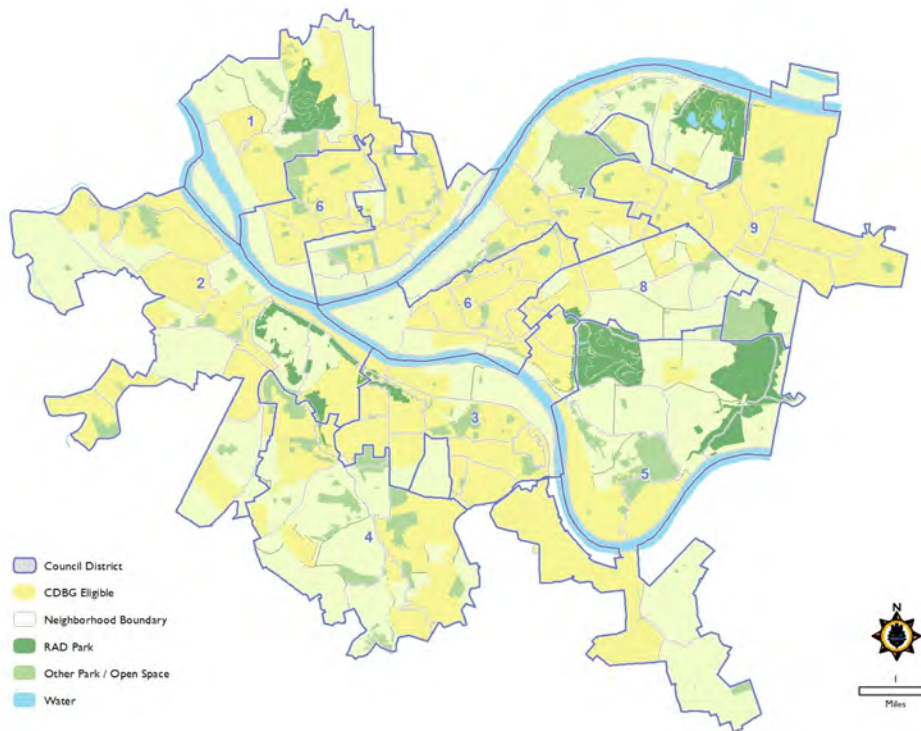 1
6
7
9
2
6
8
3
5
4
Council District
CDBG Eligible
Neighborhood Boundary
RAD Park
Other Park / Open Space
Water
N
1
Miles